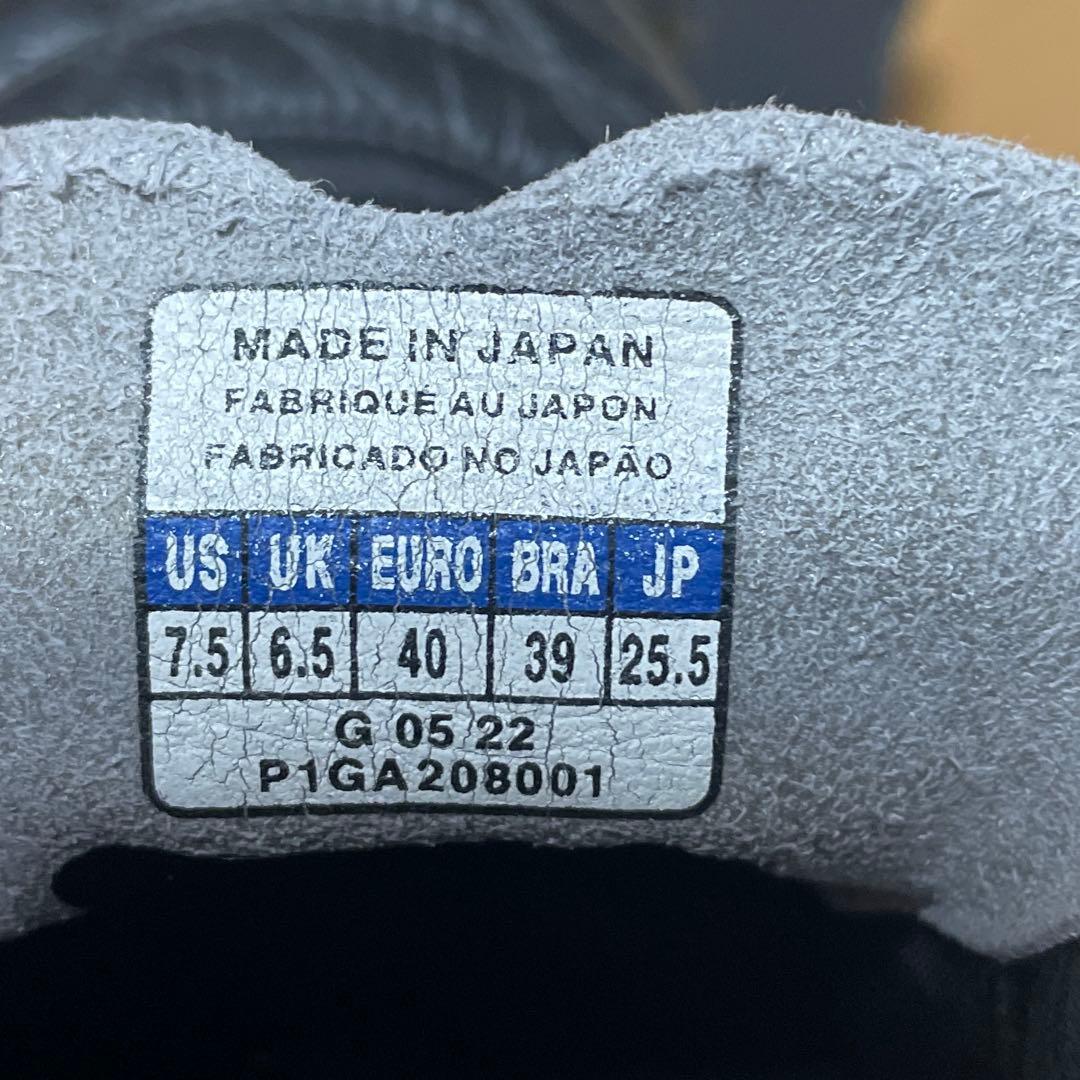 MADE IN JAPAN
FABRIQUÉ AU JAPON
FABRICADO NO JAPÃO
US UK EURO BRA JP
7.5 6.5 40 39 25.5
G 05 22
P1GA208001